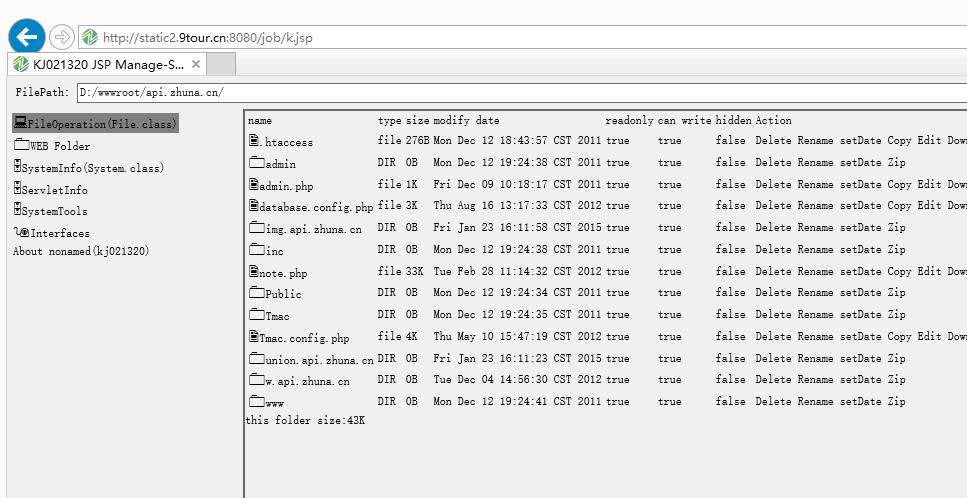 http://static2.9tour.cn:8080/job/k.jsp
KJ021320 JSP Manage-S... ×
FilePath: D:/wwwroot/api.zhuna.cn/
FileOperation(File.class)
WEB Folder
SystemInfo(System.class)
ServletInfo
SystemTools
Interfaces
About nonamed(kj021320)
name type size modify date readonly can write hidden Action
.htaccess file 276B Mon Dec 12 18:43:57 CST 2011 true true false Delete Rename setDate Copy Edit Down
admin DIR 0B Mon Dec 12 19:24:38 CST 2011 true true false Delete Rename setDate Zip
admin.php file 1K Fri Dec 09 10:18:17 CST 2011 true true false Delete Rename setDate Copy Edit Down
database.config.php file 3K Thu Aug 16 13:17:33 CST 2012 true true false Delete Rename setDate Copy Edit Down
img.api.zhuna.cn DIR 0B Fri Jan 23 16:11:58 CST 2015 true true false Delete Rename setDate Zip
inc DIR 0B Mon Dec 12 19:24:38 CST 2011 true true false Delete Rename setDate Zip
note.php file 33K Tue Feb 28 11:14:32 CST 2012 true true false Delete Rename setDate Copy Edit Down
Public DIR 0B Mon Dec 12 19:24:34 CST 2011 true true false Delete Rename setDate Zip
Tmac DIR 0B Mon Dec 12 19:24:35 CST 2011 true true false Delete Rename setDate Zip
Tmac.config.php file 4K Thu May 10 15:47:19 CST 2012 true true false Delete Rename setDate Copy Edit Down
union.api.zhuna.cn DIR 0B Fri Jan 23 16:11:23 CST 2015 true true false Delete Rename setDate Zip
w.api.zhuna.cn DIR 0B Tue Dec 04 14:56:30 CST 2012 true true false Delete Rename setDate Zip
www DIR 0B Mon Dec 12 19:24:41 CST 2011 true true false Delete Rename setDate Zip
this folder size:43K